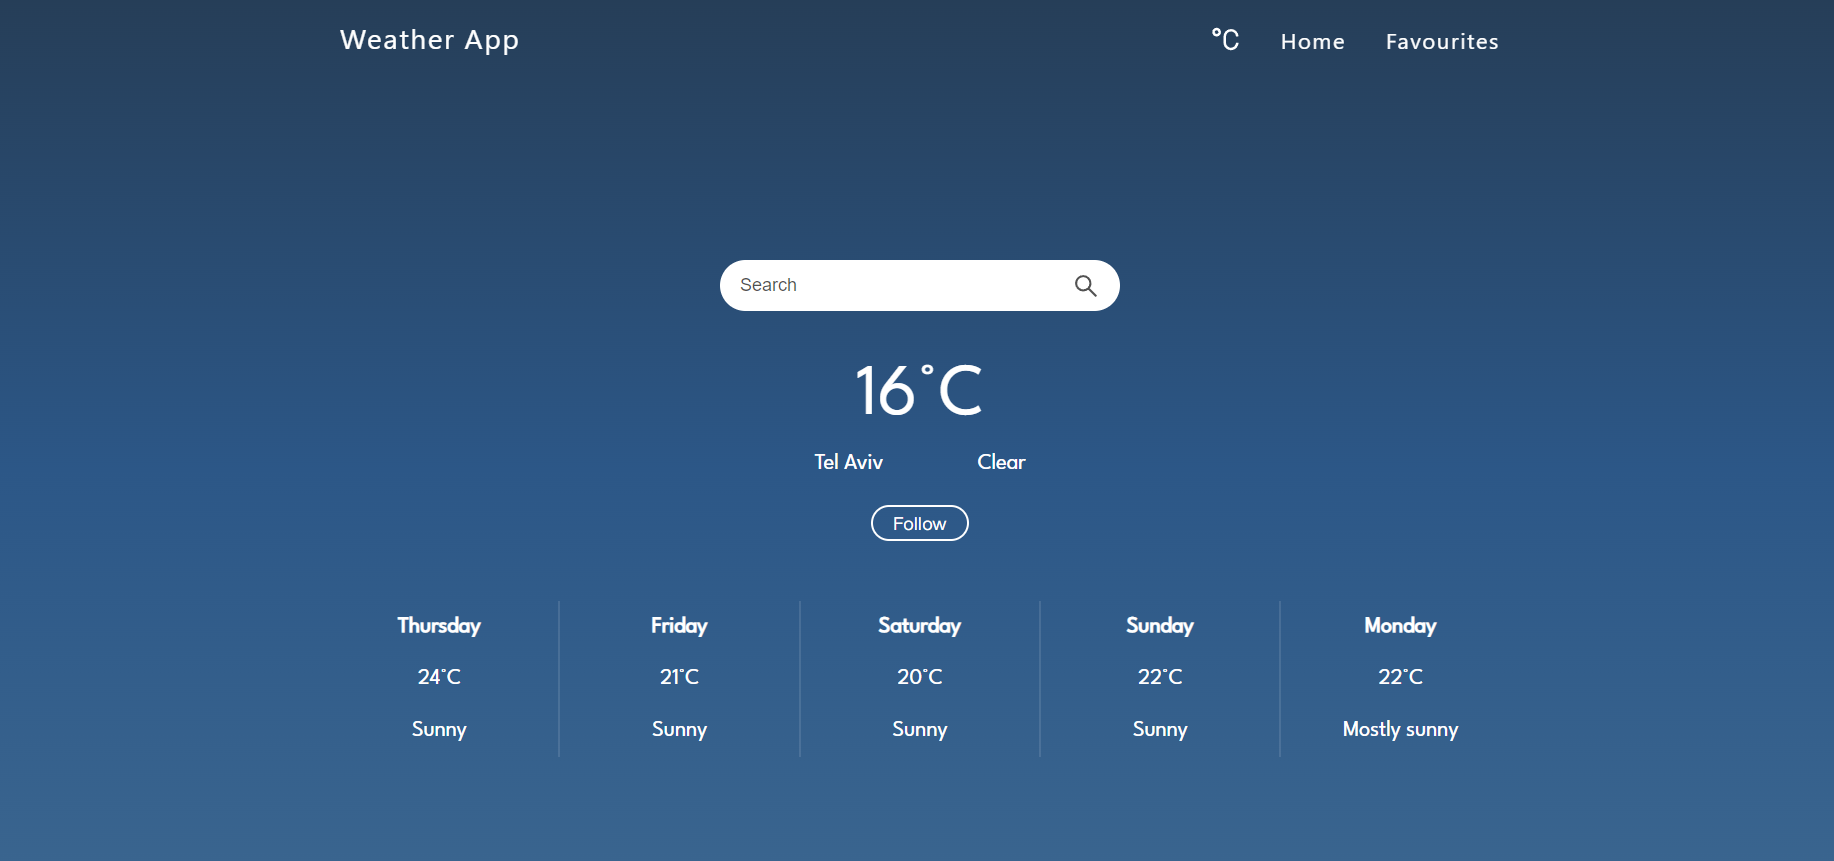 Weather App °C Home Favourites
Search
16°C
Tel Aviv Clear
Follow
Thursday Friday Saturday Sunday Monday
24°C 21°C 20°C 22°C 22°C
Sunny Sunny Sunny Sunny Mostly sunny